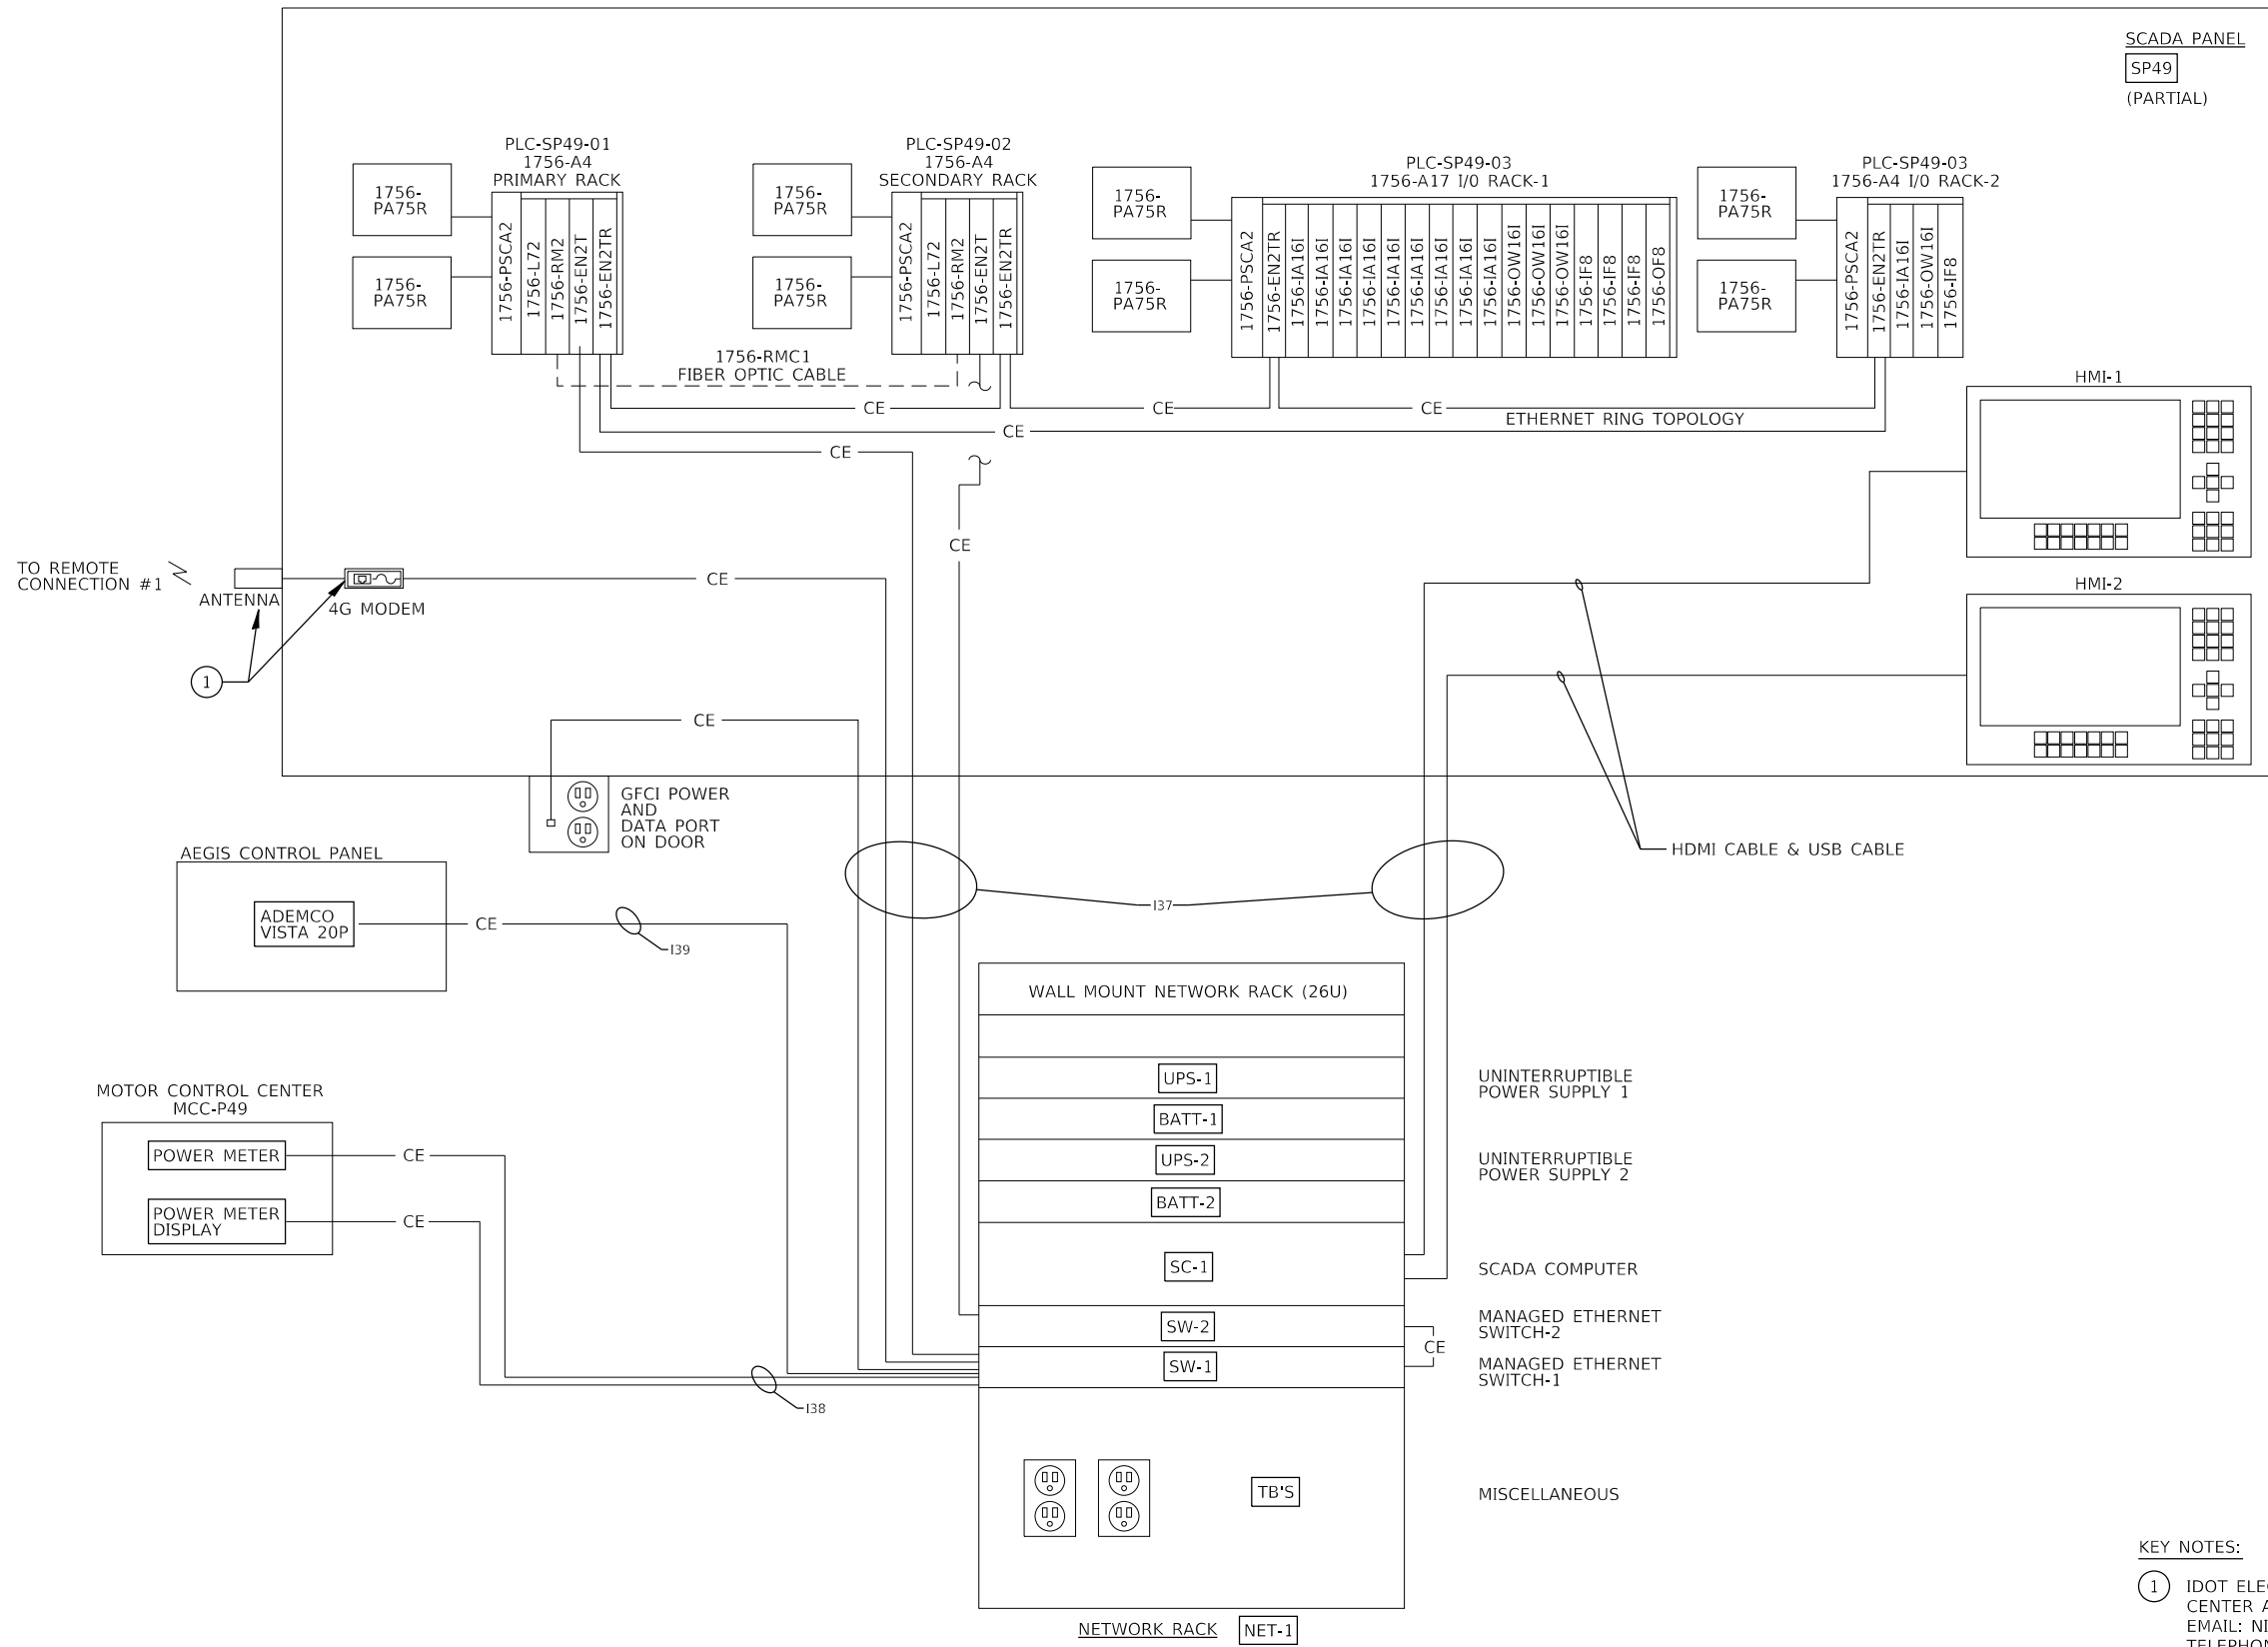 SCADA PANEL
SP49
(PARTIAL)
PLC-SP49-01
1756-A4
PRIMARY RACK
1756-
PA75R
1756-
PA75R
1756-PSCA2
1756-L72
1756-RM2
1756-EN2T
1756-EN2TR
PLC-SP49-02
1756-A4
SECONDARY RACK
1756-
PA75R
1756-
PA75R
1756-PSCA2
1756-L72
1756-RM2
1756-EN2T
1756-EN2TR
PLC-SP49-03
1756-A17 I/0 RACK-1
1756-
PA75R
1756-
PA75R
1756-PSCA2
1756-EN2TR
1756-IA16I
1756-IA16I
1756-IA16I
1756-IA16I
1756-IA16I
1756-IA16I
1756-IA16I
1756-IA16I
1756-IA16I
1756-OW16I
1756-OW16I
1756-OW16I
1756-IF8
1756-IF8
1756-IF8
1756-OF8
PLC-SP49-03
1756-A4 I/0 RACK-2
1756-
PA75R
1756-
PA75R
1756-PSCA2
1756-EN2TR
1756-IA16I
1756-OW16I
1756-IF8
1756-RMC1
FIBER OPTIC CABLE
CE
CE
CE
ETHERNET RING TOPOLOGY
CE
CE
HMI-1
CE
TO REMOTE
CONNECTION #1
ANTENNA
4G MODEM
CE
HMI-2
1
CE
GFCI POWER
AND
DATA PORT
ON DOOR
HDMI CABLE & USB CABLE
AEGIS CONTROL PANEL
ADEMCO
VISTA 20P
CE
I39
I37
WALL MOUNT NETWORK RACK (26U)
UPS-1
UNINTERRUPTIBLE
POWER SUPPLY 1
BATT-1
UPS-2
UNINTERRUPTIBLE
POWER SUPPLY 2
BATT-2
MOTOR CONTROL CENTER
MCC-P49
POWER METER
CE
POWER METER
DISPLAY
CE
SC-1
SCADA COMPUTER
SW-2
MANAGED ETHERNET
SWITCH-2
CE
SW-1
MANAGED ETHERNET
SWITCH-1
I38
TB'S
MISCELLANEOUS
NETWORK RACK
NET-1
KEY NOTES:
1
IDOT
CENTER
EMAIL: